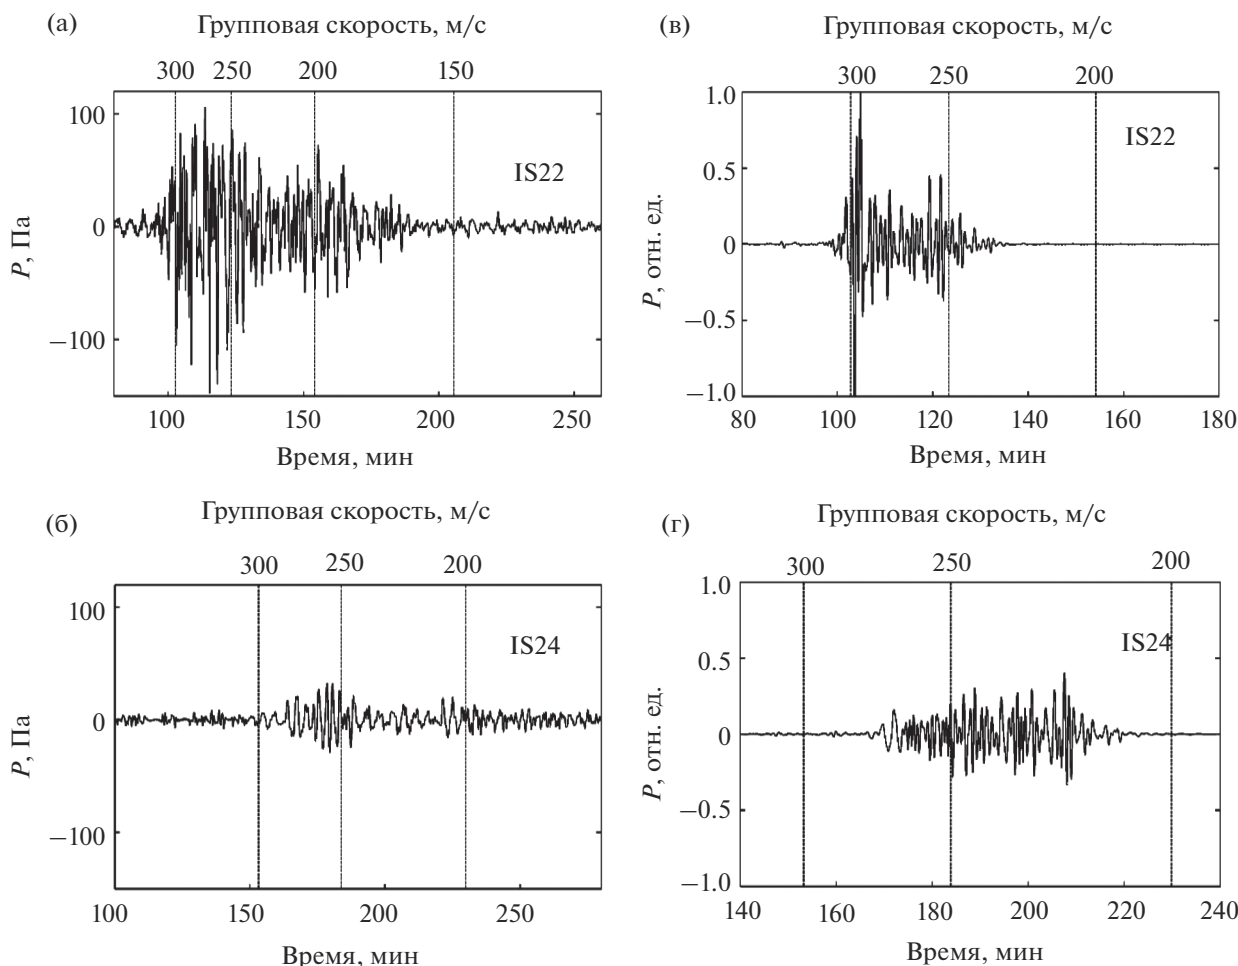 (а)
Групповая скорость, м/с
300 250 200 150
100
0
−100
P, Па
IS22
100 150 200 250
Время, мин
(в)
Групповая скорость, м/с
300 250 200
1.0
0.5
0
−0.5
−1.0
P, отн. ед.
IS22
80 100 120 140 160 180
Время, мин
(б)
Групповая скорость, м/с
300 250 200
100
0
−100
P, Па
IS24
100 150 200 250
Время, мин
(г)
Групповая скорость, м/с
300 250 200
1.0
0.5
0
−0.5
−1.0
P, отн. ед.
IS24
140 160 180 200 220 240
Время, мин